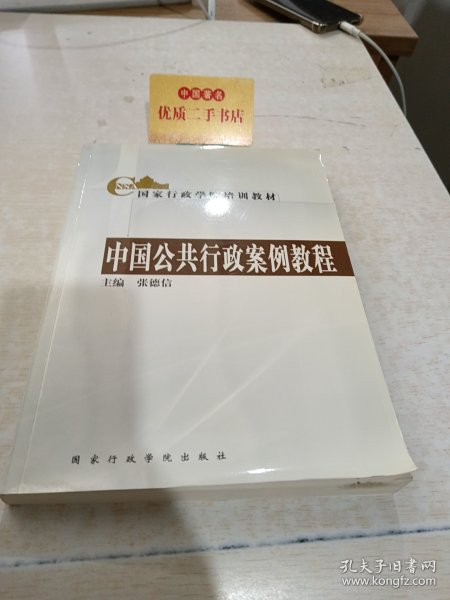 中国著名
优质二手书店
CNSA
国家行政学院培训教材
中国公共行政案例教程
主编 张德信
国家行政学院出版社
孔夫子旧书网
www.kongfz.com